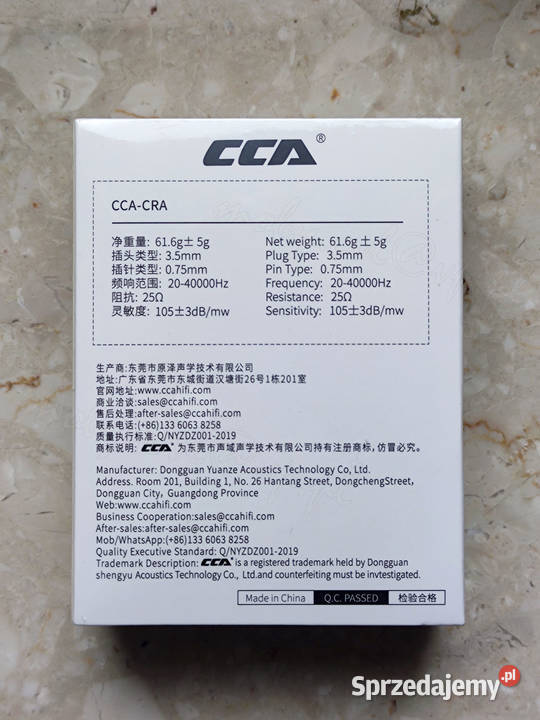 CCA®
CCA-CRA
净重量: 61.6g± 5g
插头类型: 3.5mm
插针类型: 0.75mm
频响范围: 20-40000Hz
阻抗: 25Ω
灵敏度: 105±3dB/mw
Net weight: 61.6g ± 5g
Plug Type: 3.5mm
Pin Type: 0.75mm
Frequency: 20-40000Hz
Resistance: 25Ω
Sensitivity: 105±3dB/mw
生产商:东莞市原泽声学技术有限公司
地址:广东省东莞市东城街道汉塘街26号1栋201室
官网地址:www.ccahifi.com
商业洽谈:sales@ccahifi.com
售后处理:after-sales@ccahifi.com
联系电话:(+86)133 6063 8258
质量执行标准:Q/NYZDZ001-2019
商标说明: CCA® 为东莞市声域声学技术有限公司持有注册商标，仿冒必究。
Manufacturer: Dongguan Yuanze Acoustics Technology Co, Ltd.
Address. Room 201, Building 1, No. 26 Hantang Street, DongchengStreet,
Dongguan City，Guangdong Province
Web:www.ccahifi.com
Business Cooperation:sales@ccahifi.com
After-sales:after-sales@ccahifi.com
Mob/WhatsApp:(+86)133 6063 8258
Quality Executive Standard: Q/NYZDZ001-2019
Trademark Description: CCA® is a registered trademark held by Dongguan
shengyu Acoustics Technology Co., Ltd.and counterfeiting must be invtestigated.
Made in China Q.C. PASSED 检验合格
Sprzedajemy.pl